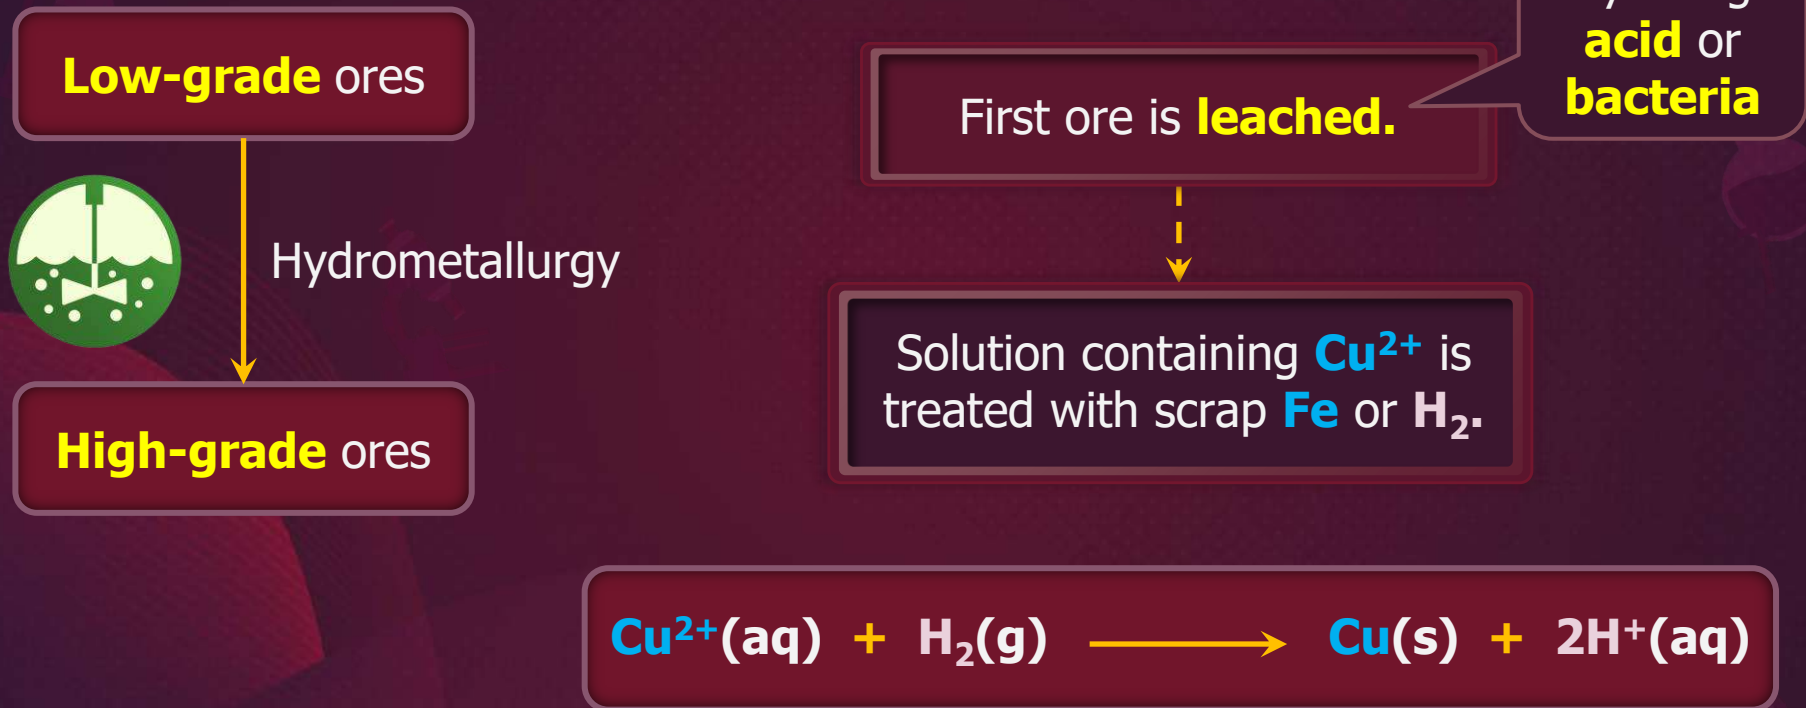 Low-grade ores
Hydrometallurgy
High-grade ores
acid or
bacteria
First ore is leached.
Solution containing Cu²⁺ is
treated with scrap Fe or H₂.
Cu²⁺(aq) + H₂(g) ⟶ Cu(s) + 2H⁺(aq)